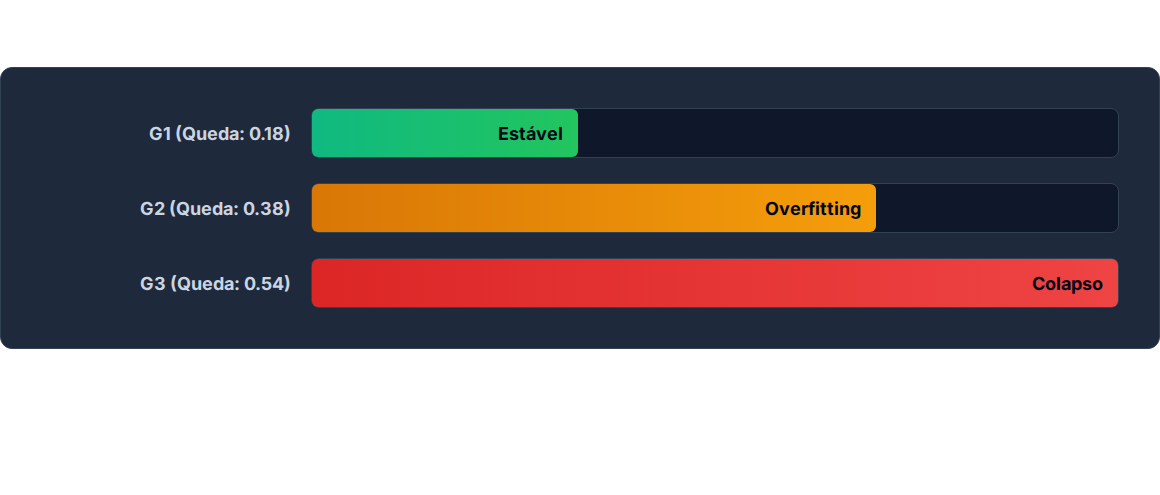 G1 (Queda: 0.18) Estável
G2 (Queda: 0.38) Overfitting
G3 (Queda: 0.54) Colapso